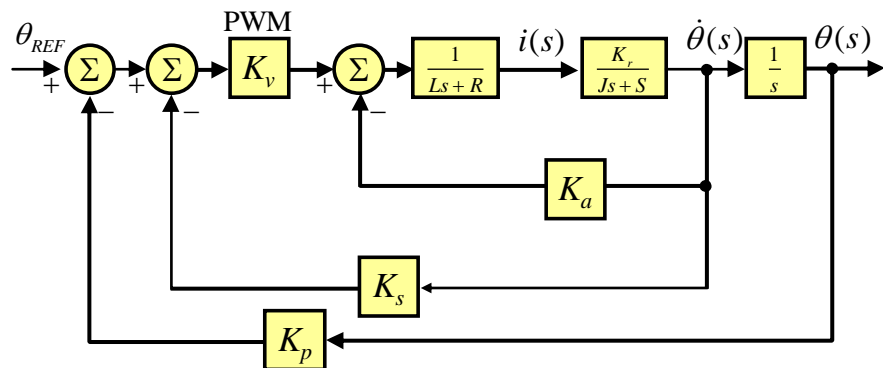 PWM
θ_REF
i(s)
θ̇(s)
θ(s)
Σ
Σ
K_v
Σ
1/(Ls + R)
K_r/(Js + S)
1/s
+
+
+
−
−
−
K_a
K_s
K_p